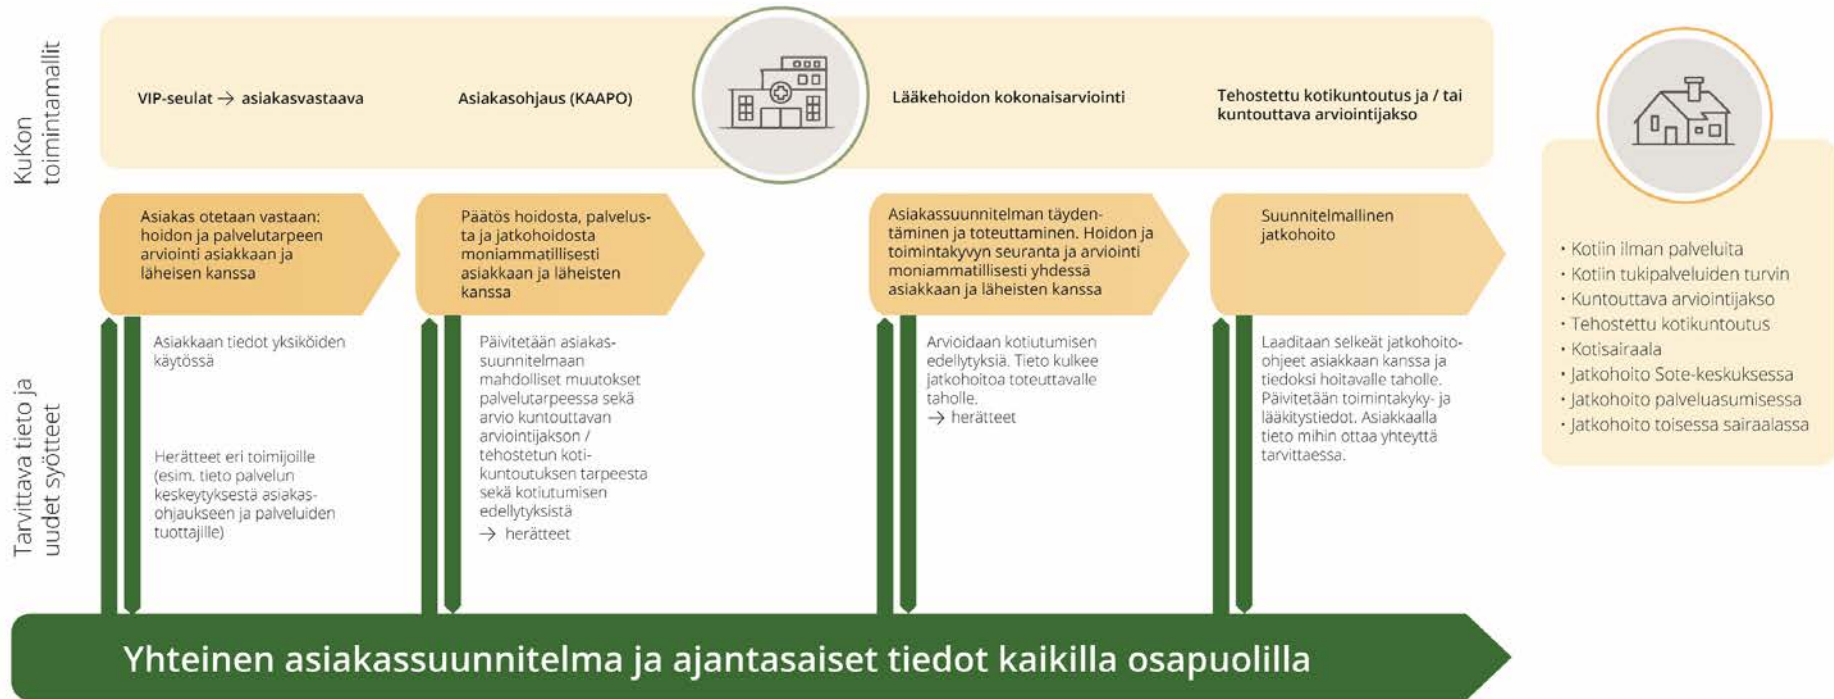 KuKon
toimintamallit
VIP-seulat → asiakasvastaava
Asiakasohjaus (KAAPO)
Lääkehoidon kokonaisarviointi
Tehostettu kotikuntoutus ja / tai
kuntouttava arviointijakso
Asiakas otetaan vastaan:
hoidon ja palvelutarpeen
arviointi asiakkaan ja
läheisen kanssa
Päätös hoidosta, palvelus-
ta ja jatkohoidosta
moniammatillisesti
asiakkaan ja läheisten
kanssa
Asiakassuunnitelman täyden-
täminen ja toteuttaminen. Hoidon ja
toimintakyvyn seuranta ja arviointi
moniammatillisesti yhdessä
asiakkaan ja läheisten kanssa
Suunnitelmallinen
jatkohoito
Tarvittava tieto ja
uudet syötteet
Asiakkaan tiedot yksiköiden
käytössä
Herätteet eri toimijoille
(esim. tieto palvelun
keskeytyksestä asiakas-
ohjaukseen ja palveluiden
tuottajille)
Päivitetään asiakas-
suunnitelmaan
mahdolliset muutokset
palvelutarpeessa sekä
arvio kuntouttavan
arviointijakson /
tehostetun koti-
kuntoutuksen tarpeesta
sekä kotiutumisen
edellytyksistä
→ herätteet
Arvioidaan kotiutumisen
edellytyksiä. Tieto kulkee
jatkohoitoa toteuttavalle
taholle.
→ herätteet
Laaditaan selkeät jatkohoito-
ohjeet asiakkaan kanssa ja
tiedoksi hoitavalle taholle.
Päivitetään toimintakyky- ja
lääkitystiedot. Asiakkaalla
tieto mihin ottaa yhteyttä
tarvittaessa.
• Kotiin ilman palveluita
• Kotiin tukipalveluiden turvin
• Kuntouttava arviointijakso
• Tehostettu kotikuntoutus
• Kotisairaala
• Jatkohoito Sote-keskuksessa
• Jatkohoito palveluasumisessa
• Jatkohoito toisessa sairaalassa
Yhteinen asiakassuunnitelma ja ajantasaiset tiedot kaikilla osapuolilla